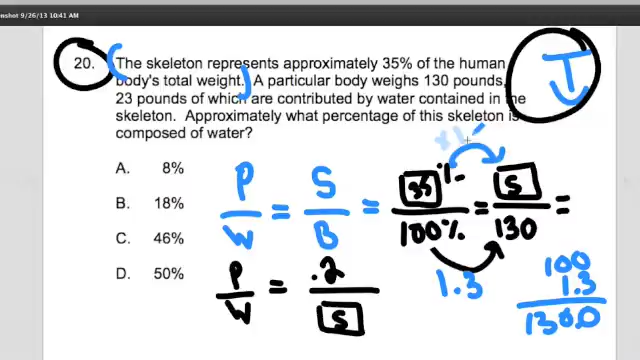 enshot 9/26/13 10:41 AM
20. The skeleton represents approximately 35% of the human
body's total weight. A particular body weighs 130 pounds,
23 pounds of which are contributed by water contained in the
skeleton. Approximately what percentage of this skeleton is
composed of water?
A. 8%
B. 18%
C. 46%
D. 50%
P/W = S/B = 35%/100% = S/130 =
1.3
P/W = .2/S
100
1.3
130.0